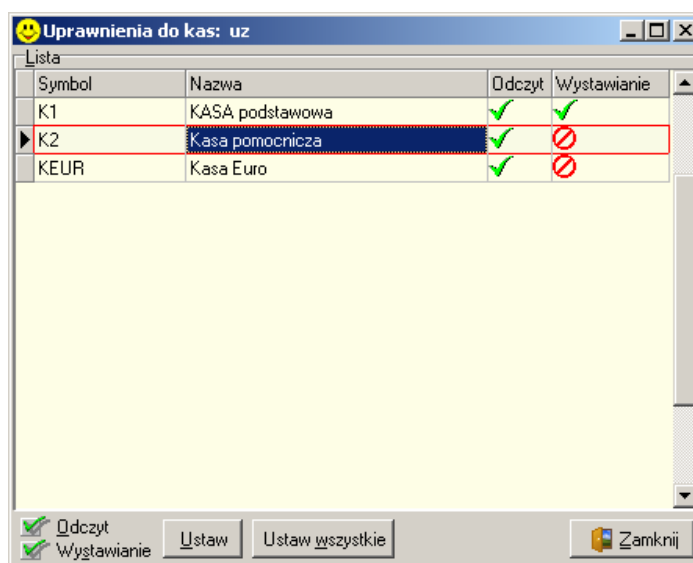 Uprawnienia do kas: uz
Lista
Symbol Nazwa Odczyt Wystawianie
K1 KASA podstawowa
K2 Kasa pomocnicza
KEUR Kasa Euro
Odczyt
Wystawianie
Ustaw Ustaw wszystkie Zamknij